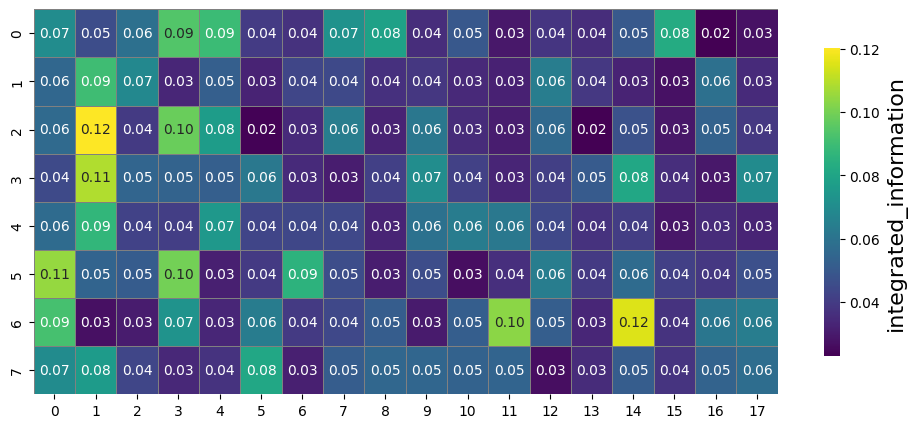 0 0.07 0.05 0.06 0.09 0.09 0.04 0.04 0.07 0.08 0.04 0.05 0.03 0.04 0.04 0.05 0.08 0.02 0.03
1 0.06 0.09 0.07 0.03 0.05 0.03 0.04 0.04 0.04 0.04 0.03 0.03 0.06 0.04 0.03 0.03 0.06 0.03
2 0.06 0.12 0.04 0.10 0.08 0.02 0.03 0.06 0.03 0.06 0.03 0.03 0.06 0.02 0.05 0.03 0.05 0.04
3 0.04 0.11 0.05 0.05 0.05 0.06 0.03 0.03 0.04 0.07 0.04 0.03 0.04 0.05 0.08 0.04 0.03 0.07
4 0.06 0.09 0.04 0.04 0.07 0.04 0.04 0.04 0.03 0.06 0.06 0.06 0.04 0.04 0.04 0.03 0.03 0.03
5 0.11 0.05 0.05 0.10 0.03 0.04 0.09 0.05 0.03 0.05 0.03 0.04 0.06 0.04 0.06 0.04 0.04 0.05
6 0.09 0.03 0.03 0.07 0.03 0.06 0.04 0.04 0.05 0.03 0.05 0.10 0.05 0.03 0.12 0.04 0.06 0.06
7 0.07 0.08 0.04 0.03 0.04 0.08 0.03 0.05 0.05 0.05 0.05 0.05 0.03 0.03 0.05 0.04 0.05 0.06
0 1 2 3 4 5 6 7 8 9 10 11 12 13 14 15 16 17
0.12
0.10
0.08
0.06
0.04
integrated_information